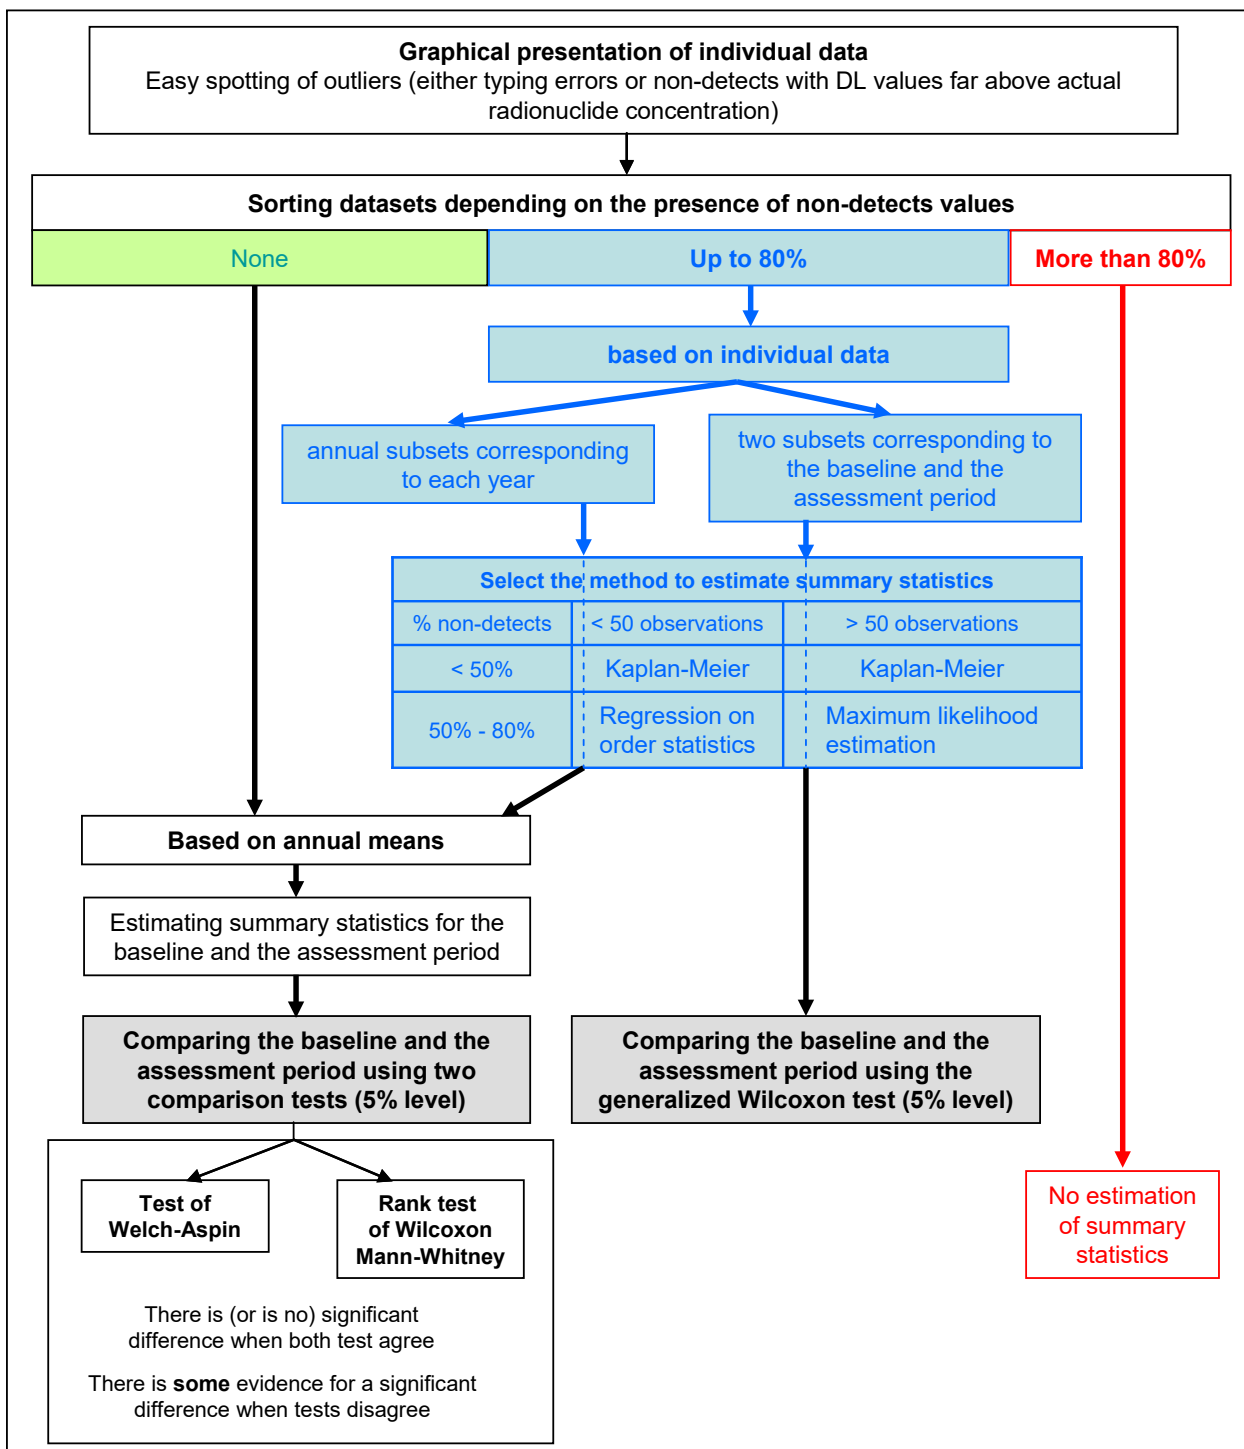 Graphical presentation of individual data
Easy spotting of outliers (either typing errors or non-detects with DL values far above actual
radionuclide concentration)
Sorting datasets depending on the presence of non-detects values
None
Up to 80%
More than 80%
based on individual data
annual subsets corresponding
to each year
two subsets corresponding to
the baseline and the
assessment period
Select the method to estimate summary statistics
% non-detects
< 50 observations
> 50 observations
< 50%
Kaplan-Meier
Kaplan-Meier
50% - 80%
Regression on
order statistics
Maximum likelihood
estimation
Based on annual means
Estimating summary statistics for the
baseline and the assessment period
Comparing the baseline and the
assessment period using two
comparison tests (5% level)
Comparing the baseline and the
assessment period using the
generalized Wilcoxon test (5% level)
Test of
Welch-Aspin
Rank test
of Wilcoxon
Mann-Whitney
No estimation
of summary
statistics
There is (or is no) significant
difference when both test agree
There is some evidence for a significant
difference when tests disagree